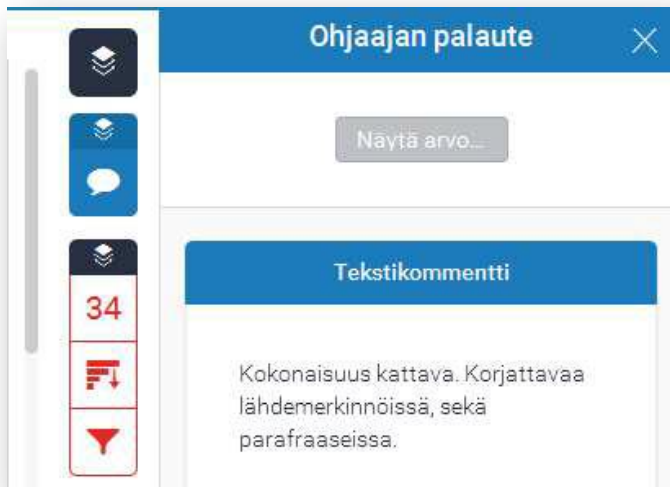 Ohjaajan palaute
Näytä arvo...
34
Tekstikommentti
Kokonaisuus kattava. Korjattavaa
lähdemerkinnöissä, sekä
parafraaseissa.